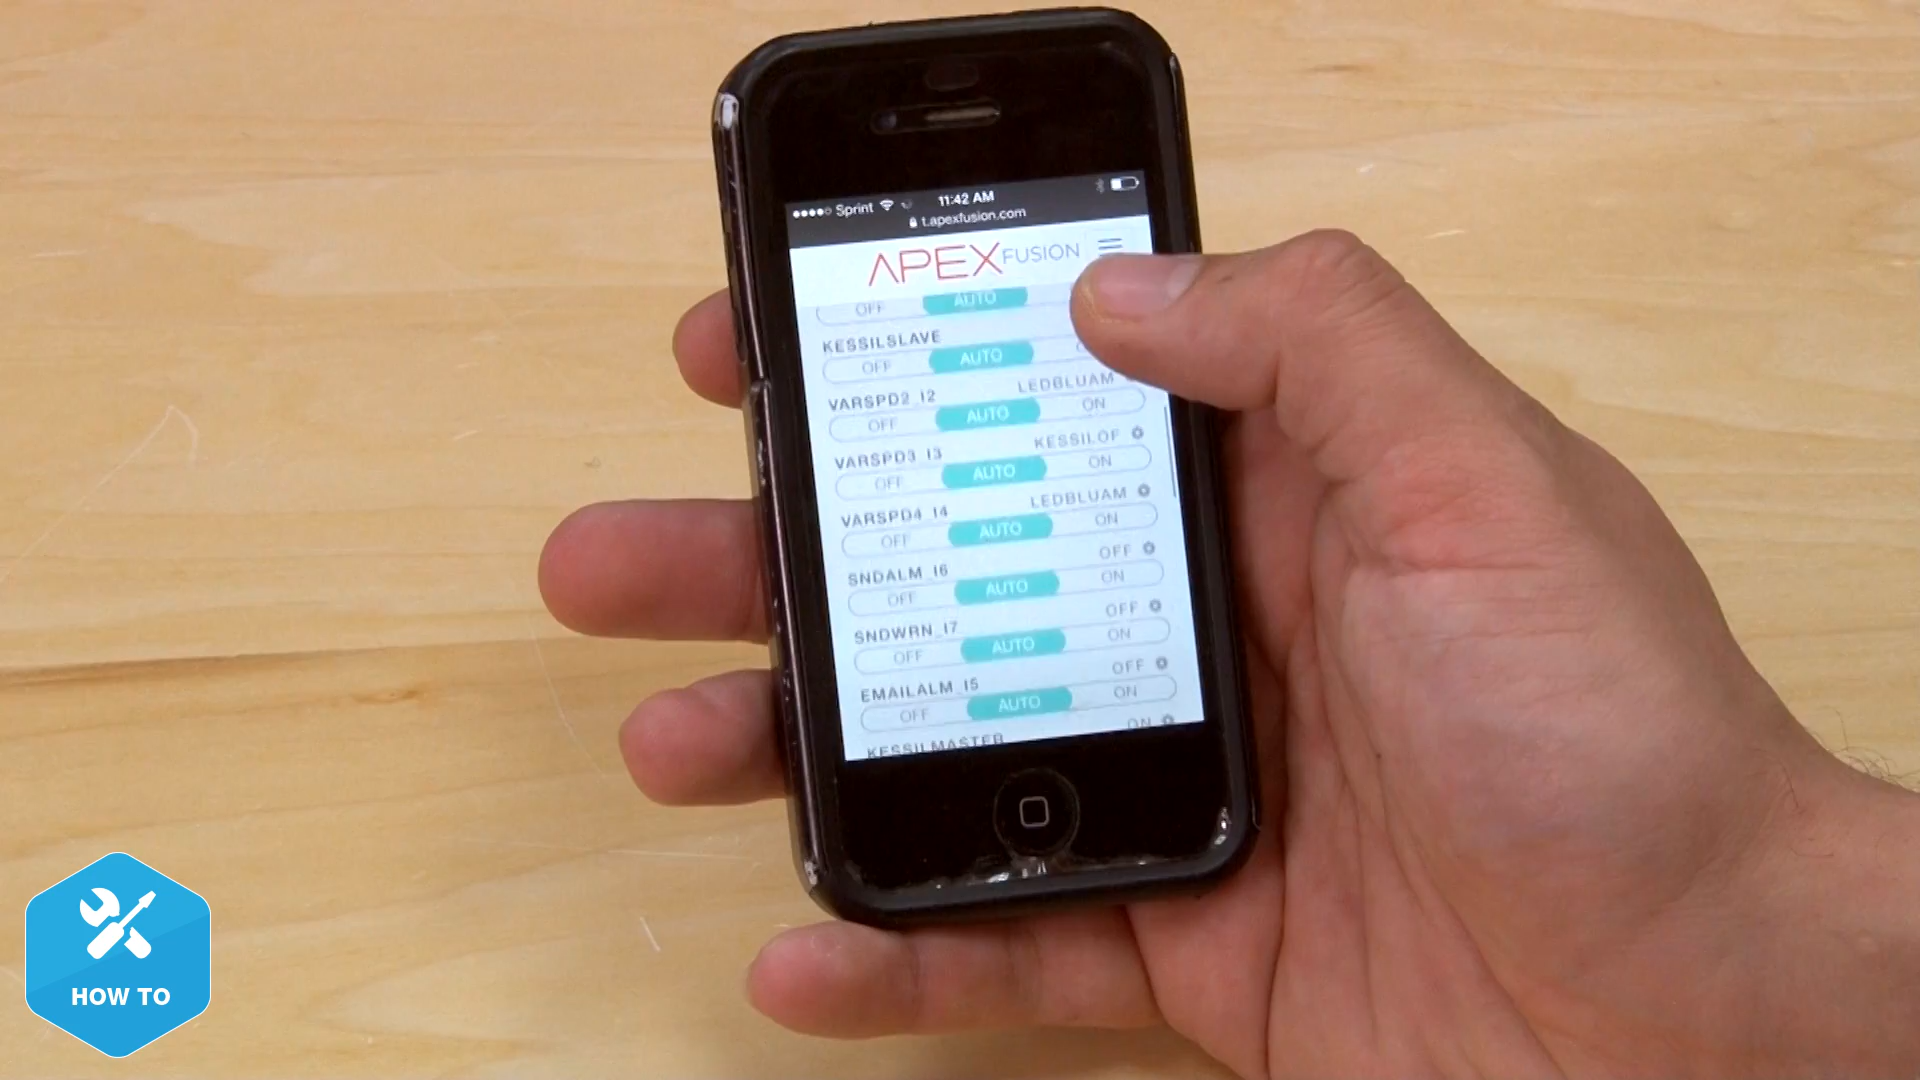 Sprint 11:42 AM
t.apexfusion.com
APEX FUSION
OFF AUTO
KESSILSLAVE
OFF AUTO
VARSPD2_I2 LEDBLUAM
OFF AUTO ON
VARSPD3_I3 KESSILOF
OFF AUTO ON
VARSPD4_I4 LEDBLUAM
OFF AUTO ON
SNDALM_I6 OFF
OFF AUTO ON
SNDWRN_I7 OFF
OFF AUTO ON
EMAILALM_I5 OFF
OFF AUTO ON
KESSILMASTER ON
HOW TO